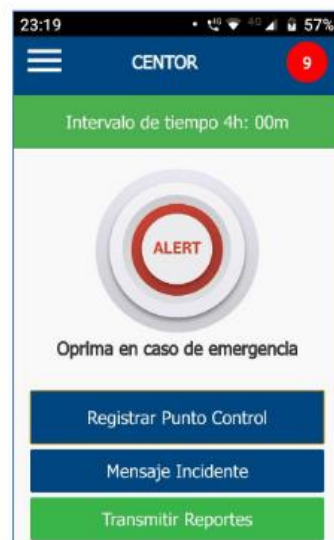 23:19
4G 57%
CENTOR
9
Intervalo de tiempo 4h: 00m
ALERT
Oprima en caso de emergencia
Registrar Punto Control
Mensaje Incidente
Transmitir Reportes